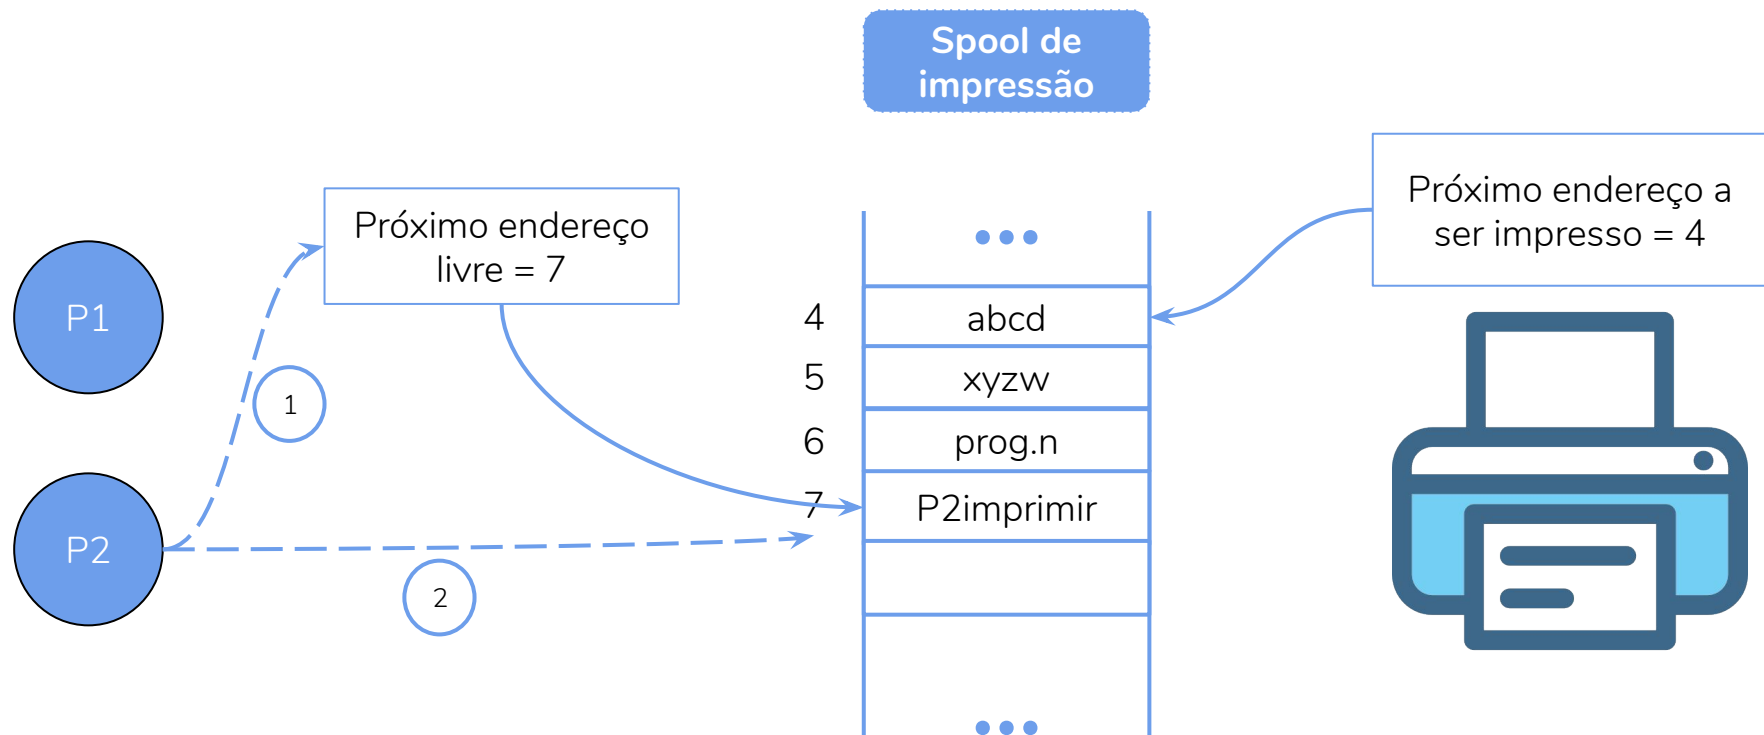 Spool de
impressão
Próximo endereço
livre = 7
Próximo endereço a
ser impresso = 4
P1
P2
1
2
•••
4 abcd
5 xyzw
6 prog.n
7 P2imprimir
•••